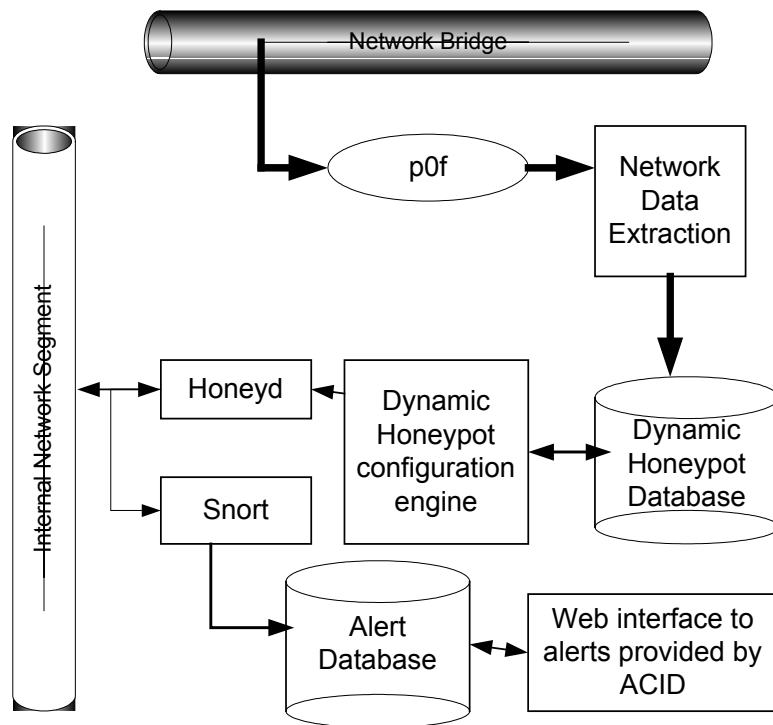 Network Bridge
p0f
Network
Data
Extraction
Internal Network Segment
Honeyd
Dynamic
Honeypot
configuration
engine
Dynamic
Honeypot
Database
Snort
Alert
Database
Web interface to
alerts provided by
ACID